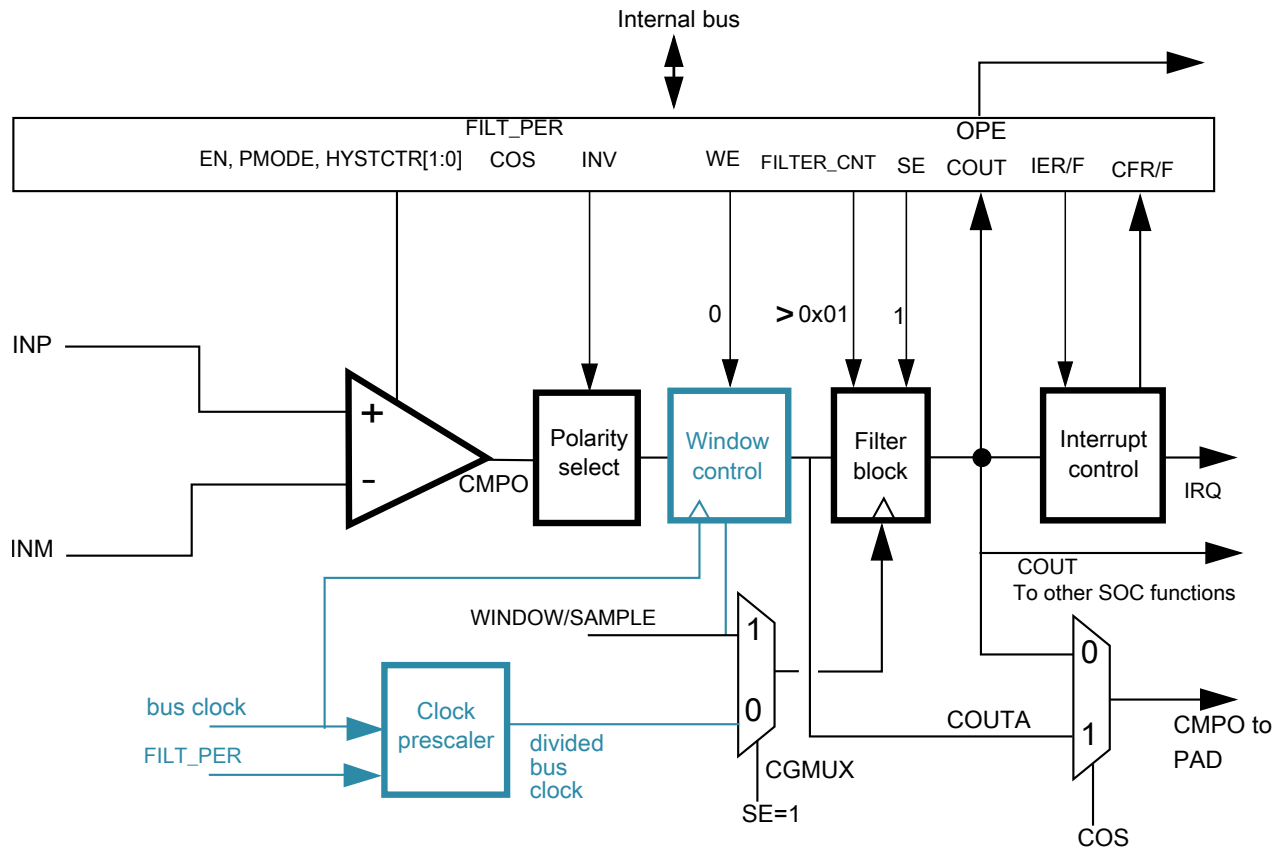 Internal bus
FILT_PER
OPE
EN, PMODE, HYSTCTR[1:0]
COS
INV
WE
FILTER_CNT
SE
COUT
IER/F
CFR/F
0
> 0x01
1
INP
+
-
INM
CMPO
Polarity
select
Window
control
Filter
block
Interrupt
control
IRQ
COUT
To other SOC functions
WINDOW/SAMPLE
1
0
bus clock
FILT_PER
Clock
prescaler
divided
bus
clock
CGMUX
SE=1
COUTA
0
1
CMPO to
PAD
COS